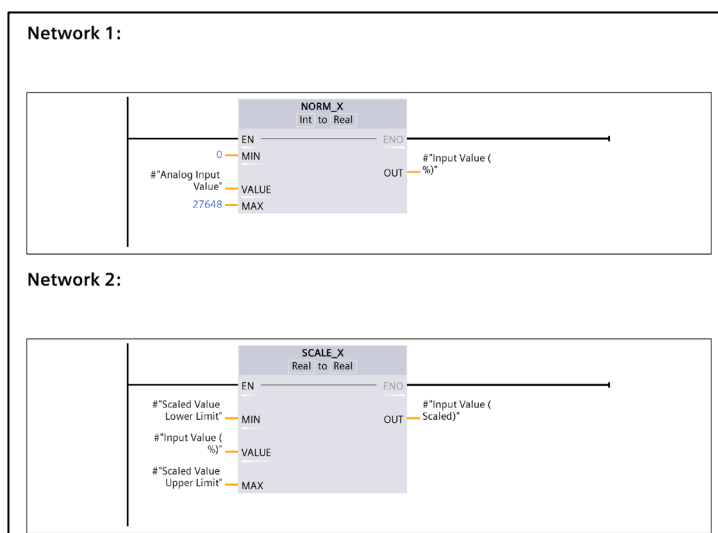 Network 1:
NORM_X
Int to Real
EN
ENO
0
MIN
#"Input Value (
%)"
#"Analog Input
Value"
OUT
VALUE
27648
MAX
Network 2:
SCALE_X
Real to Real
EN
ENO
#"Scaled Value
Lower Limit"
MIN
#"Input Value (
Scaled)"
OUT
#"Input Value (
%)"
VALUE
#"Scaled Value
Upper Limit"
MAX